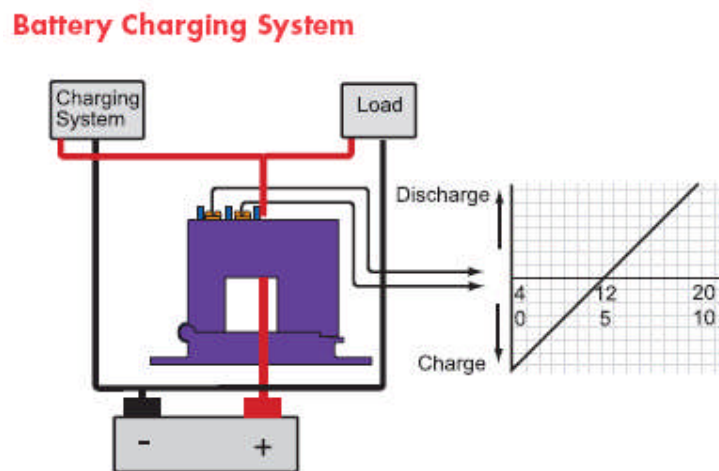 Battery Charging System
Charging
System
Load
Discharge
4 12 20
0 5 10
Charge
- +